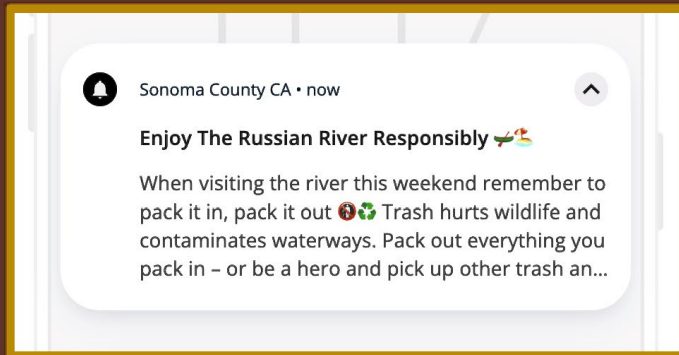 Sonoma County CA • now
Enjoy The Russian River Responsibly 🛶🏖️
When visiting the river this weekend remember to
pack it in, pack it out 🚯♻️ Trash hurts wildlife and
contaminates waterways. Pack out everything you
pack in – or be a hero and pick up other trash an...